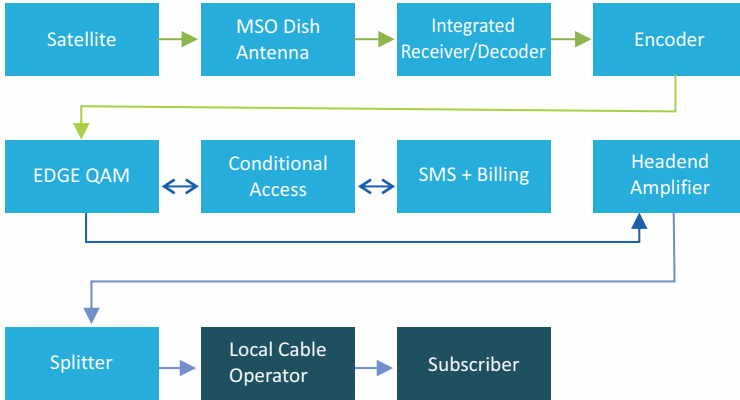 Satellite
MSO Dish
Antenna
Integrated
Receiver/Decoder
Encoder
EDGE QAM
Conditional
Access
SMS + Billing
Headend
Amplifier
Splitter
Local Cable
Operator
Subscriber